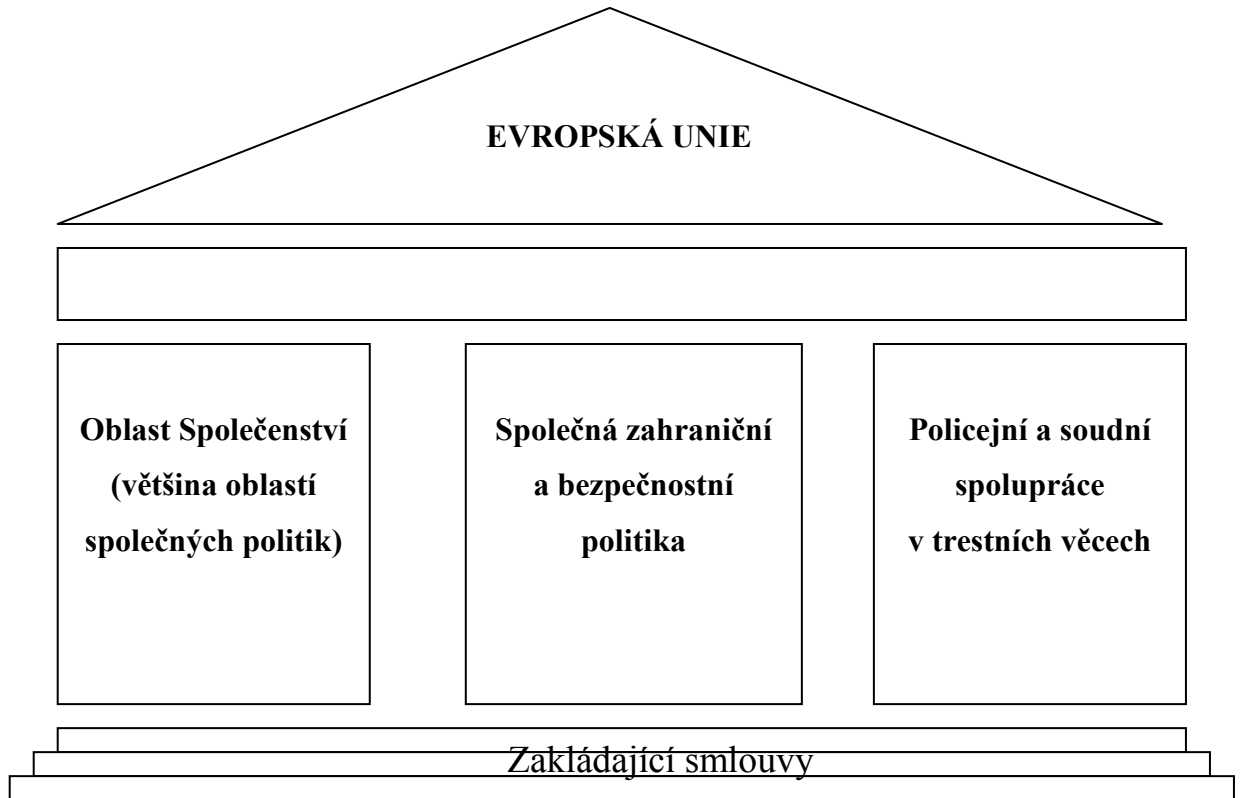 EVROPSKÁ UNIE
Oblast Společenství
(většina oblastí
společných politik)
Společná zahraniční
a bezpečnostní
politika
Policejní a soudní
spolupráce
v trestních věcech
Zakládající smlouvy